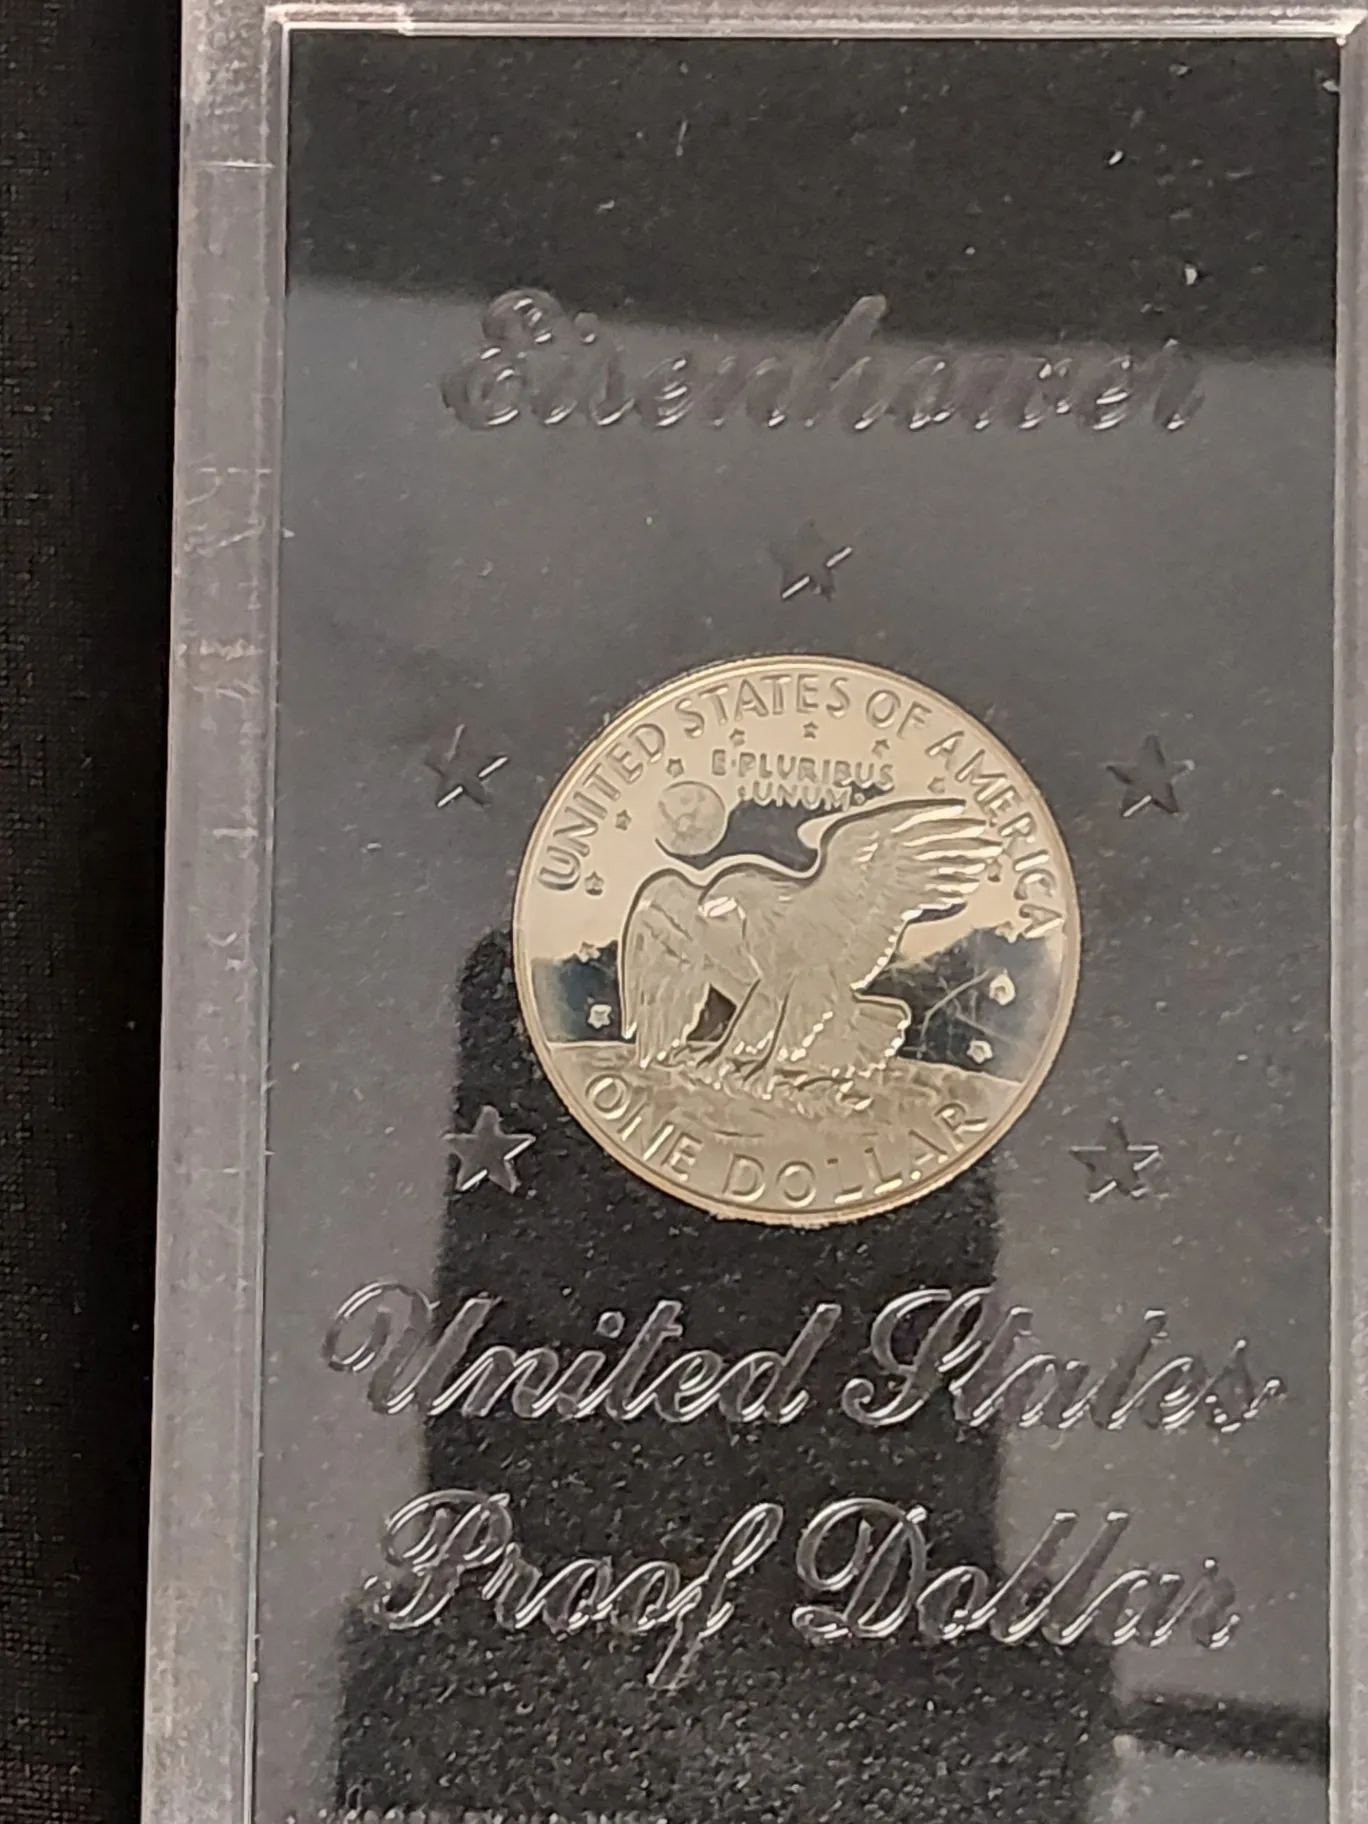 Eisenhower
UNITED STATES OF AMERICA
E·PLURIBUS
·UNUM·
ONE DOLLAR
United States
Proof Dollar